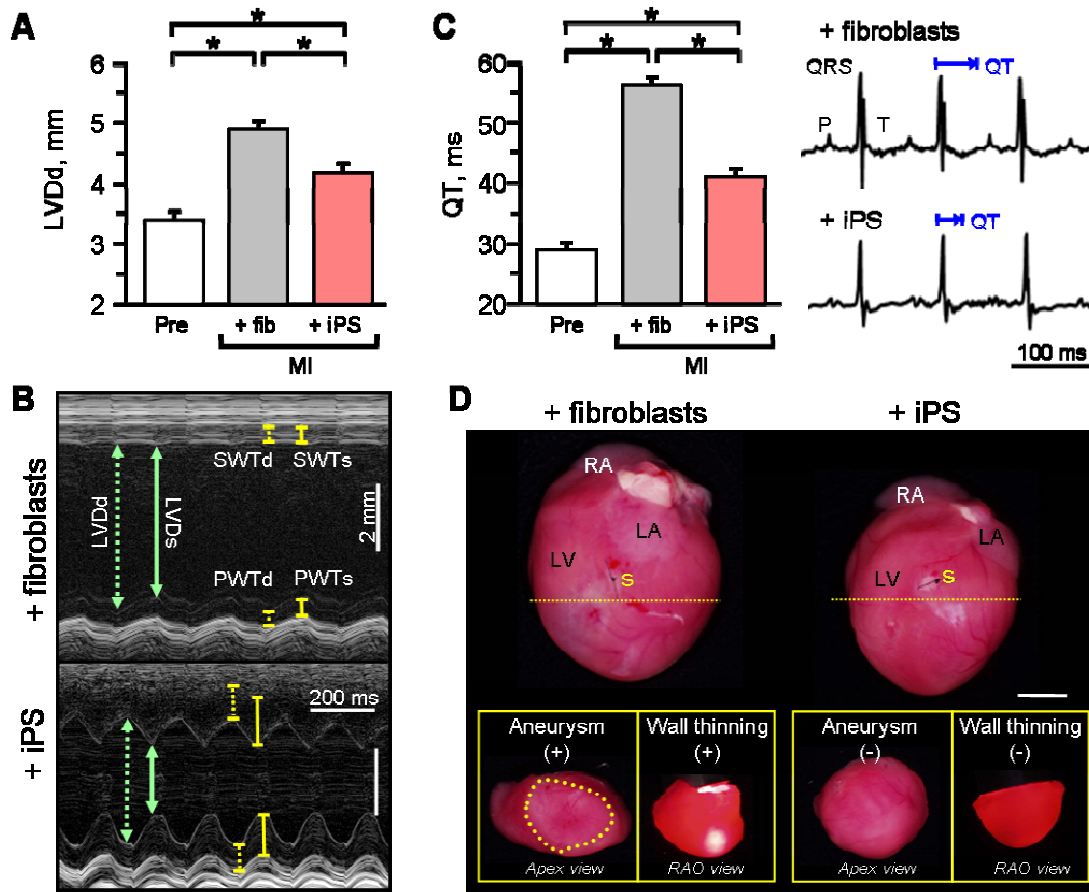 A
*
*
*
LVDd, mm
6
5
4
3
2
Pre
+ fib
+ iPS
MI
C
*
*
*
QT, ms
60
50
40
30
20
Pre
+ fib
+ iPS
MI
+ fibroblasts
QRS
QT
P
T
+ iPS
QT
100 ms
B
+ fibroblasts
SWTd
SWTs
LVDd
LVDs
2 mm
PWTd
PWTs
+ iPS
200 ms
D
+ fibroblasts
+ iPS
RA
LA
LV
S
RA
LA
LV
S
Aneurysm
(+)
Apex view
Wall thinning
(+)
RAO view
Aneurysm
(-)
Apex view
Wall thinning
(-)
RAO view